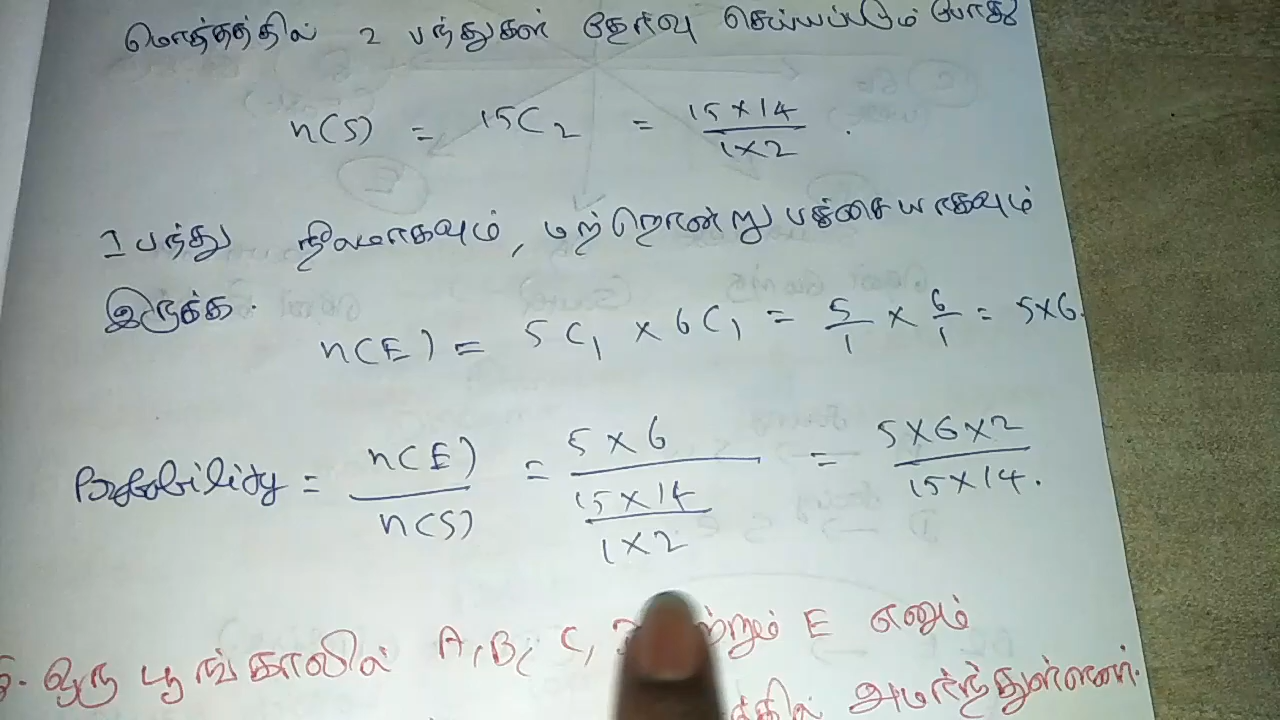 மொத்தத்தில் 2 பந்துகள் தேர்வு செய்யப்படும் போது
n(S) = 15C₂ = (15×14)/(1×2).
1 பந்து நீலமாகவும், மற்றொன்று பச்சையாகவும்
இருக்க.
n(E) = 5C₁ × 6C₁ = 5/1 × 6/1 = 5×6.
Probability = n(E)/n(S) = (5×6)/((15×14)/(1×2)) = (5×6×2)/(15×14).
ஒரு பூங்காவில் A, B, C, E எனும்
அமர்ந்துள்ளனர்.